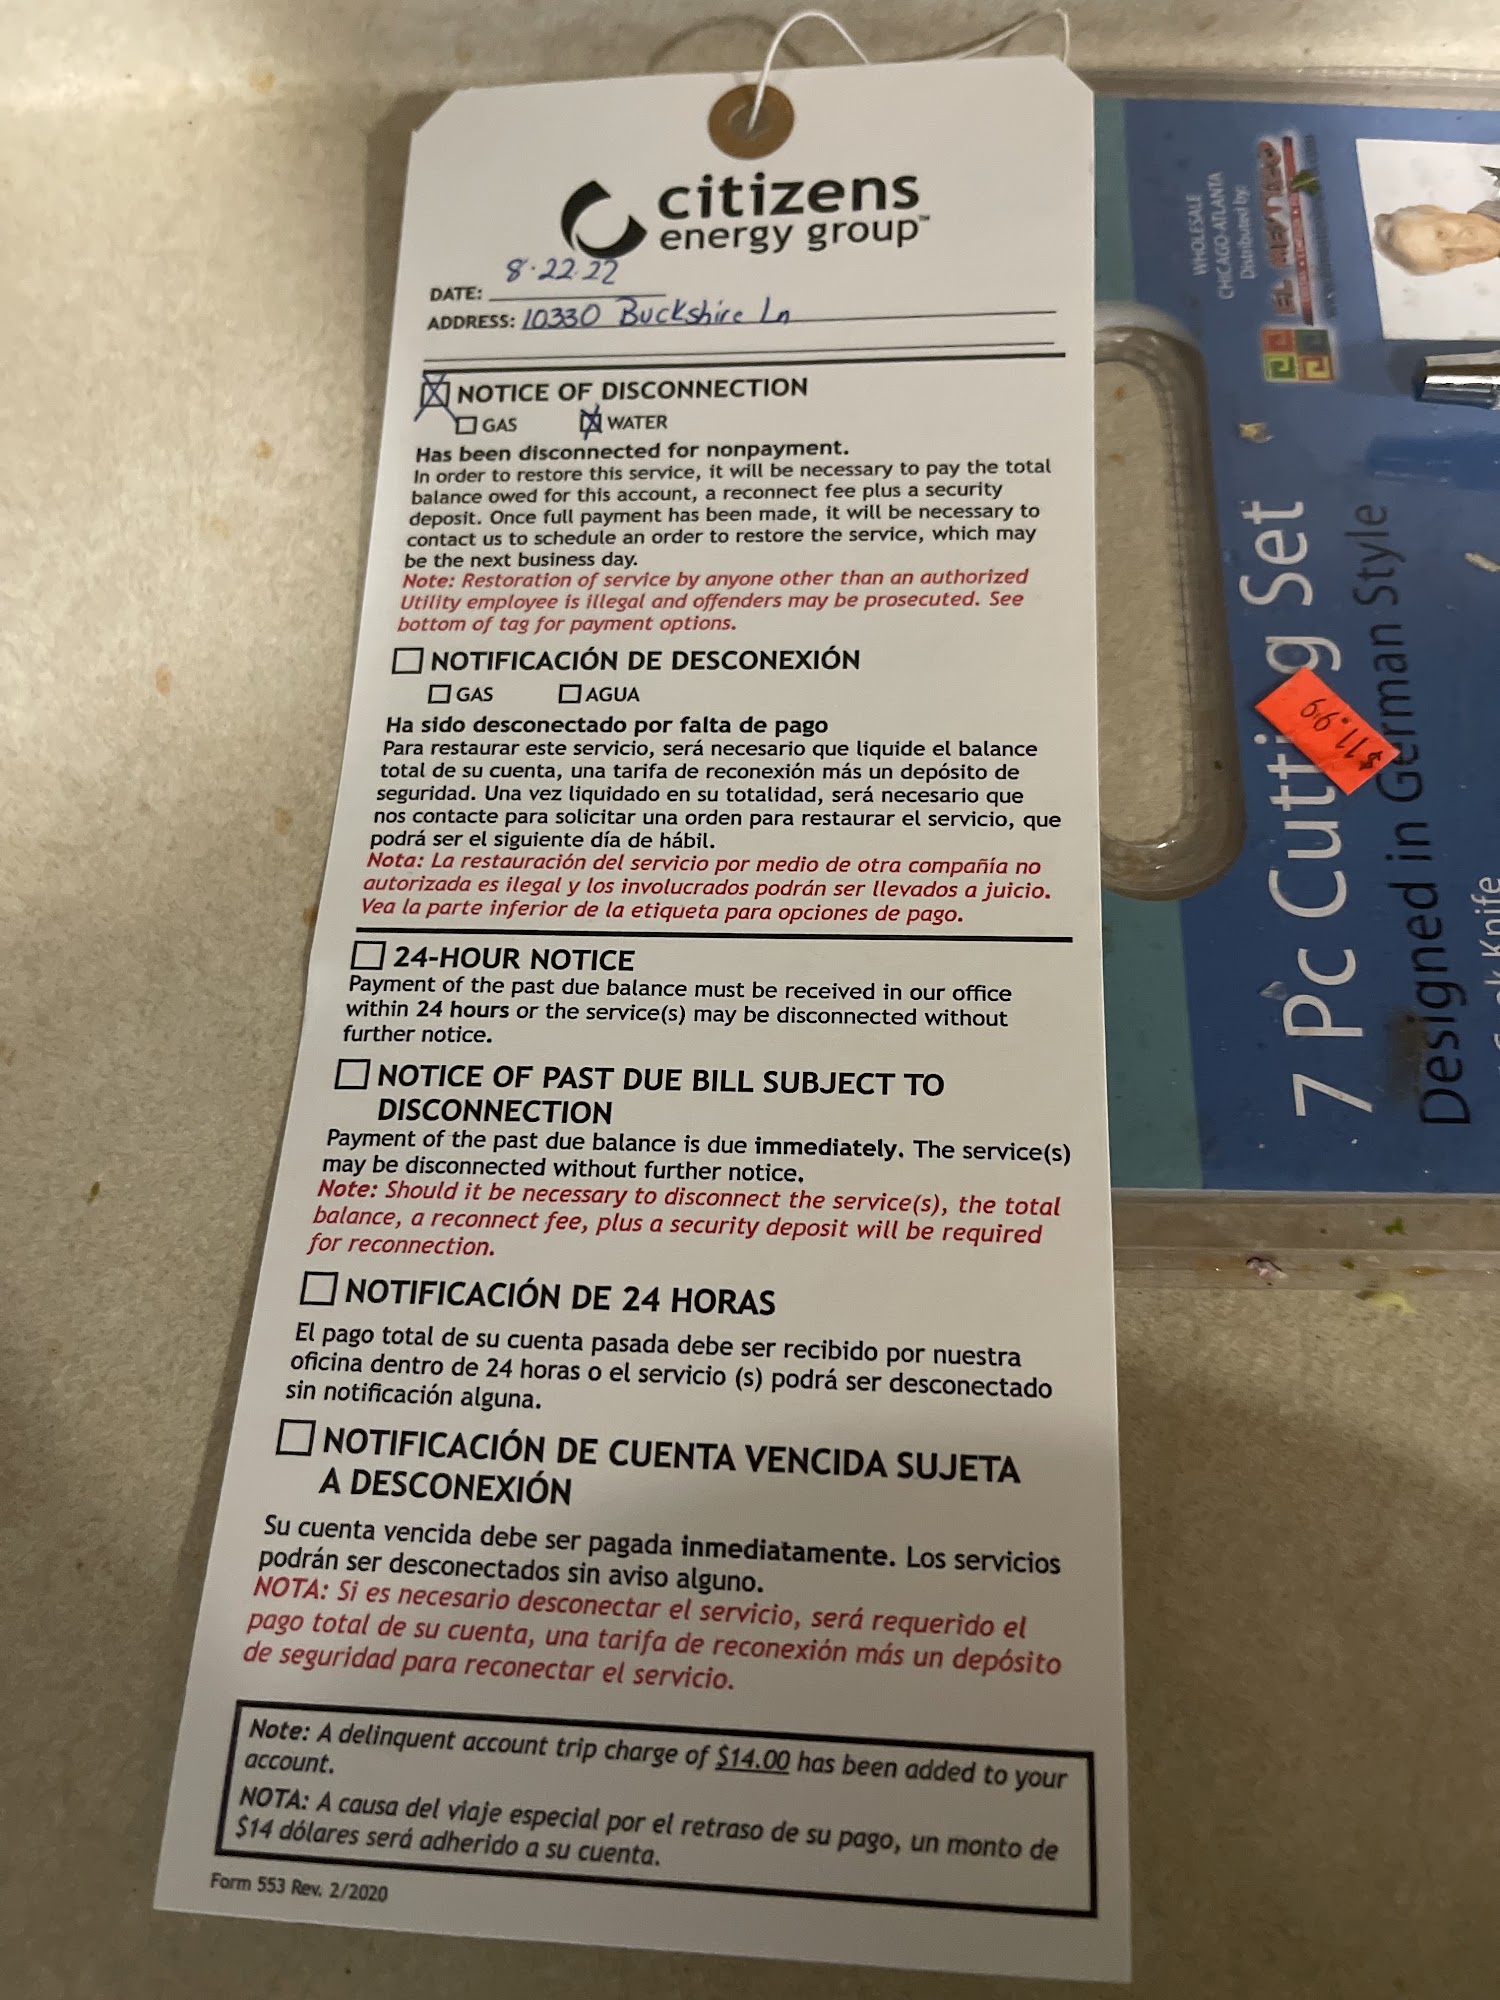 citizens
energy group™
DATE: 8·22·22
ADDRESS: 10330 Buckshire Ln
NOTICE OF DISCONNECTION
GAS WATER
Has been disconnected for nonpayment.
In order to restore this service, it will be necessary to pay the total
balance owed for this account, a reconnect fee plus a security
deposit. Once full payment has been made, it will be necessary to
contact us to schedule an order to restore the service, which may
be the next business day.
Note: Restoration of service by anyone other than an authorized
Utility employee is illegal and offenders may be prosecuted. See
bottom of tag for payment options.
NOTIFICACIÓN DE DESCONEXIÓN
GAS AGUA
Ha sido desconectado por falta de pago
Para restaurar este servicio, será necesario que liquide el balance
total de su cuenta, una tarifa de reconexión más un depósito de
seguridad. Una vez liquidado en su totalidad, será necesario que
nos contacte para solicitar una orden para restaurar el servicio, que
podrá ser el siguiente día de hábil.
Nota: La restauración del servicio por medio de otra compañía no
autorizada es ilegal y los involucrados podrán ser llevados a juicio.
Vea la parte inferior de la etiqueta para opciones de pago.
24-HOUR NOTICE
Payment of the past due balance must be received in our office
within 24 hours or the service(s) may be disconnected without
further notice.
NOTICE OF PAST DUE BILL SUBJECT TO
DISCONNECTION
Payment of the past due balance is due immediately. The service(s)
may be disconnected without further notice.
Note: Should it be necessary to disconnect the service(s), the total
balance, a reconnect fee, plus a security deposit will be required
for reconnection.
NOTIFICACIÓN DE 24 HORAS
El pago total de su cuenta pasada debe ser recibido por nuestra
oficina dentro de 24 horas o el servicio (s) podrá ser desconectado
sin notificación alguna.
NOTIFICACIÓN DE CUENTA VENCIDA SUJETA
A DESCONEXIÓN
Su cuenta vencida debe ser pagada inmediatamente. Los servicios
podrán ser desconectados sin aviso alguno.
NOTA: Si es necesario desconectar el servicio, será requerido el
pago total de su cuenta, una tarifa de reconexión más un depósito
de seguridad para reconectar el servicio.
Note: A delinquent account trip charge of $14.00 has been added to your
account.
NOTA: A causa del viaje especial por el retraso de su pago, un monto de
$14 dólares será adherido a su cuenta.
Form 553 Rev. 2/2020
WHOLESALE
CHICAGO-ATLANTA
Distributed by:
7 Pc Cutting Set
Designed in German Style
Knife
$11.99